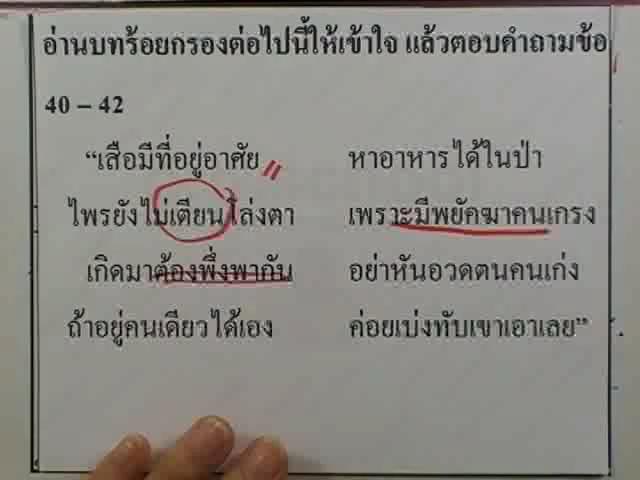 อ่านบทร้อยกรองต่อไปนี้ให้เข้าใจ แล้วตอบคำถามข้อ
40 – 42
“เสือมีที่อยู่อาศัย หาอาหารได้ในป่า
ไพรยังไม่เตียนโล่งตา เพราะมีพยัคฆาคนเกรง
เกิดมาต้องพึ่งพากัน อย่าหันอวดตนคนเก่ง
ถ้าอยู่คนเดียวได้เอง ค่อยเบ่งทับเขาเอาเลย”